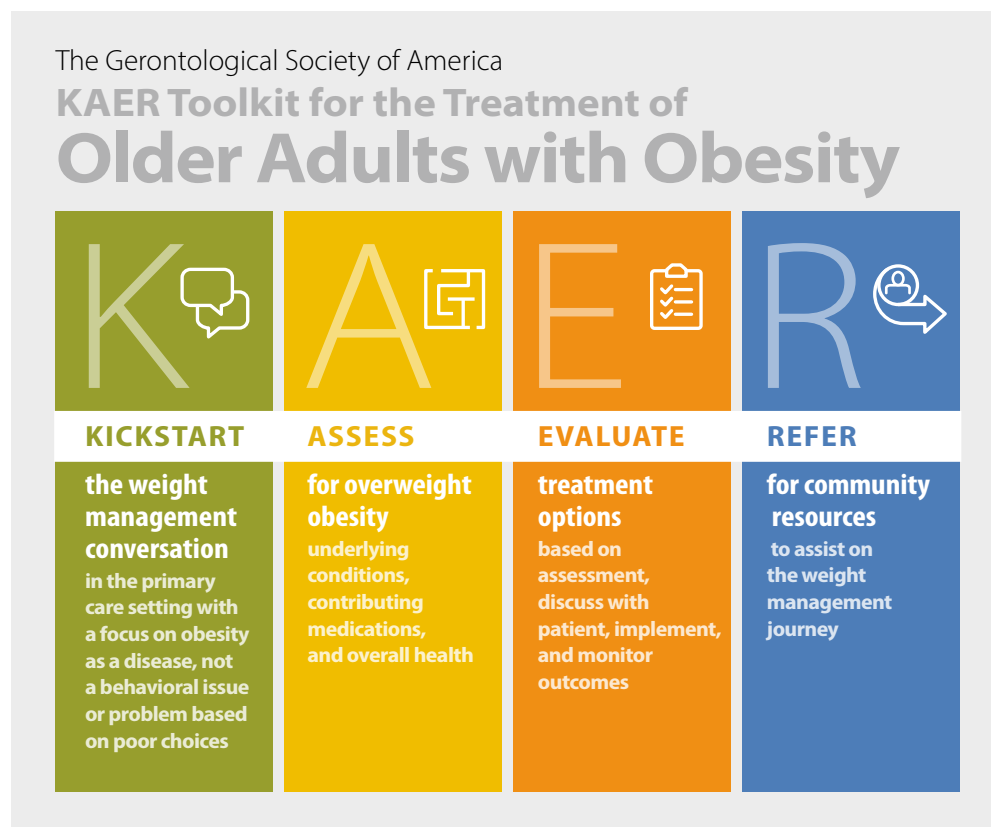 The Gerontological Society of America
KAER Toolkit for the Treatment of
Older Adults with Obesity
K
KICKSTART
the weight
management
conversation
in the primary
care setting with
a focus on obesity
as a disease, not
a behavioral issue
or problem based
on poor choices
A
ASSESS
for overweight
obesity
underlying
conditions,
contributing
medications,
and overall health
E
EVALUATE
treatment
options
based on
assessment,
discuss with
patient, implement,
and monitor
outcomes
R
REFER
for community
resources
to assist on
the weight
management
journey